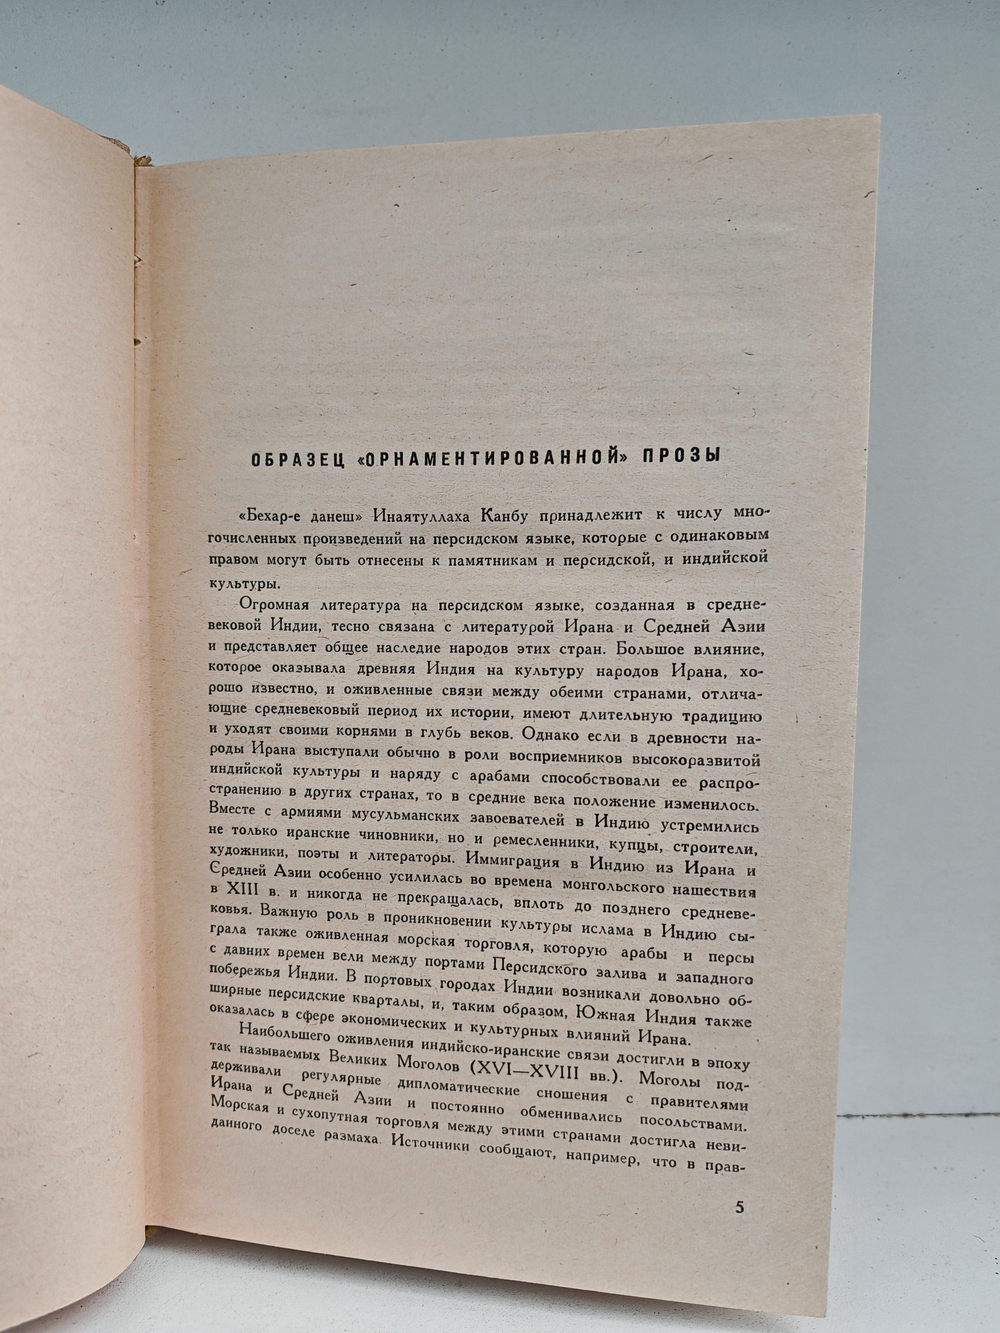 ОБРАЗЕЦ «ОРНАМЕНТИРОВАННОЙ» ПРОЗЫ
«Бехар-е данеш» Инаятуллаха Канбу принадлежит к числу мно-
гочисленных произведений на персидском языке, которые с одинаковым
правом могут быть отнесены к памятникам и персидской, и индийской
культуры.
Огромная литература на персидском языке, созданная в средне-
вековой Индии, тесно связана с литературой Ирана и Средней Азии
и представляет общее наследие народов этих стран. Большое влияние,
которое оказывала древняя Индия на культуру народов Ирана, хо-
рошо известно, и оживленные связи между обеими странами, отлича-
ющие средневековый период их истории, имеют длительную традицию
и уходят своими корнями в глубь веков. Однако если в древности на-
роды Ирана выступали обычно в роли восприемников высокоразвитой
индийской культуры и наряду с арабами способствовали ее распро-
странению в других странах, то в средние века положение изменилось.
Вместе с армиями мусульманских завоевателей в Индию устремились
не только иранские чиновники, но и ремесленники, купцы, строители,
художники, поэты и литераторы. Иммиграция в Индию из Ирана и
Средней Азии особенно усилилась во времена монгольского нашествия
в XIII в. и никогда не прекращалась, вплоть до позднего средневе-
ковья. Важную роль в проникновении культуры ислама в Индию сы-
грала также оживленная морская торговля, которую арабы и персы
с давних времен вели между портами Персидского залива и западного
побережья Индии. В портовых городах Индии возникали довольно об-
ширные персидские кварталы, и, таким образом, Южная Индия также
оказалась в сфере экономических и культурных влияний Ирана.
Наибольшего оживления индийско-иранские связи достигли в эпоху
так называемых Великих Моголов (XVI—XVIII вв.). Моголы под-
держивали регулярные дипломатические сношения с правителями
Ирана и Средней Азии и постоянно обменивались посольствами.
Морская и сухопутная торговля между этими странами достигла неви-
данного доселе размаха. Источники сообщают, например, что в прав-
5